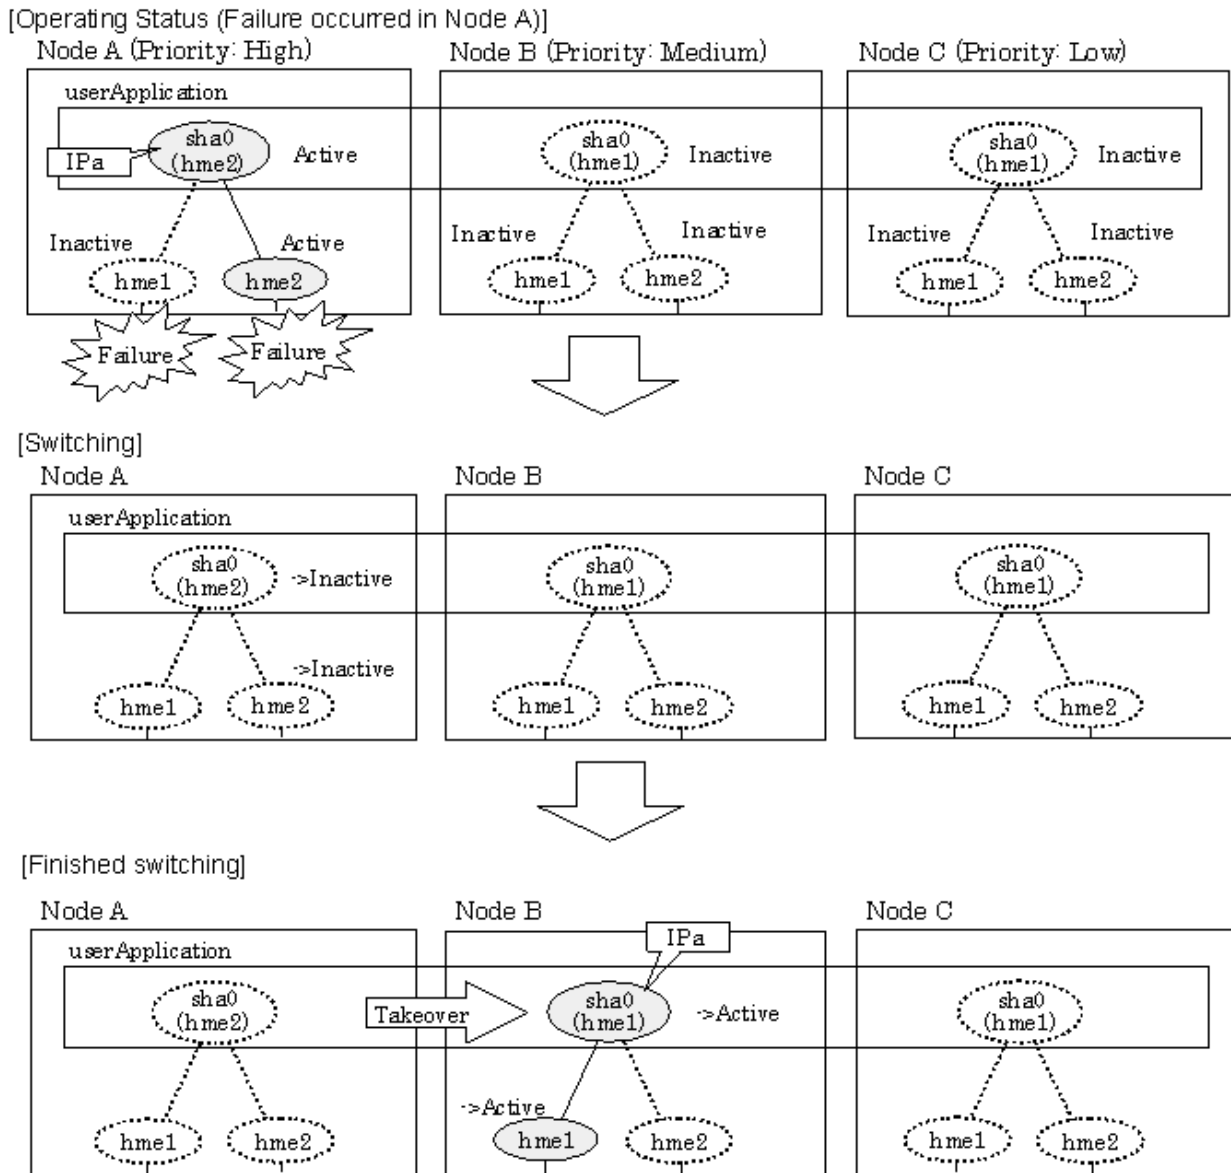 [Operating Status (Failure occurred in Node A)]
Node A (Priority: High)
Node B (Priority: Medium)
Node C (Priority: Low)
userApplication
sha0
(hme2)
Active
IPa
sha0
(hme1)
Inactive
sha0
(hme1)
Inactive
Inactive
Active
hme1
hme2
Inactive
Inactive
hme1
hme2
Inactive
Inactive
hme1
hme2
Failure
Failure
[Switching]
Node A
Node B
Node C
userApplication
sha0
(hme2)
->Inactive
sha0
(hme1)
sha0
(hme1)
->Inactive
hme1
hme2
hme1
hme2
hme1
hme2
[Finished switching]
Node A
Node B
Node C
userApplication
IPa
sha0
(hme2)
Takeover
sha0
(hme1)
->Active
sha0
(hme1)
->Active
hme1
hme2
hme1
hme2
hme1
hme2